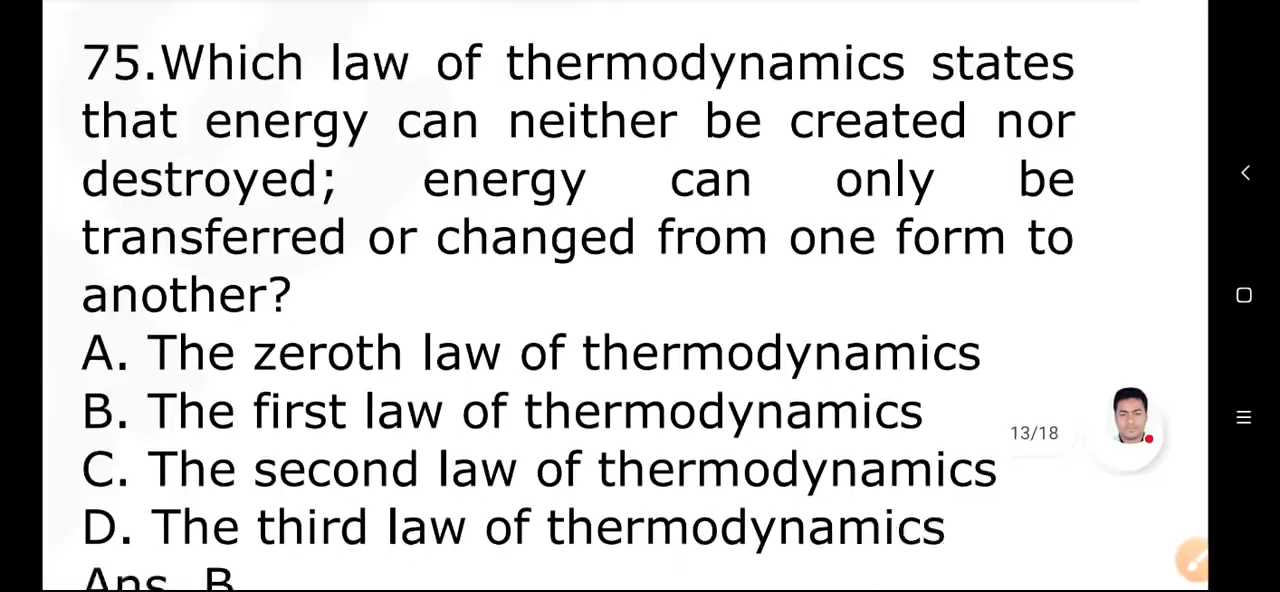 75.Which law of thermodynamics states
that energy can neither be created nor
destroyed; energy can only be
transferred or changed from one form to
another?
A. The zeroth law of thermodynamics
B. The first law of thermodynamics
13/18
C. The second law of thermodynamics
D. The third law of thermodynamics
Ans. B